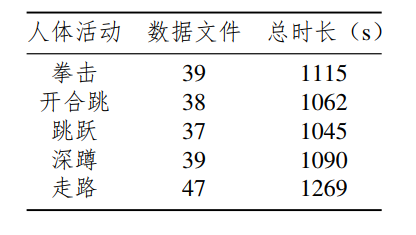 人体活动 数据文件 总时长（s）
拳击 39 1115
开合跳 38 1062
跳跃 37 1045
深蹲 39 1090
走路 47 1269